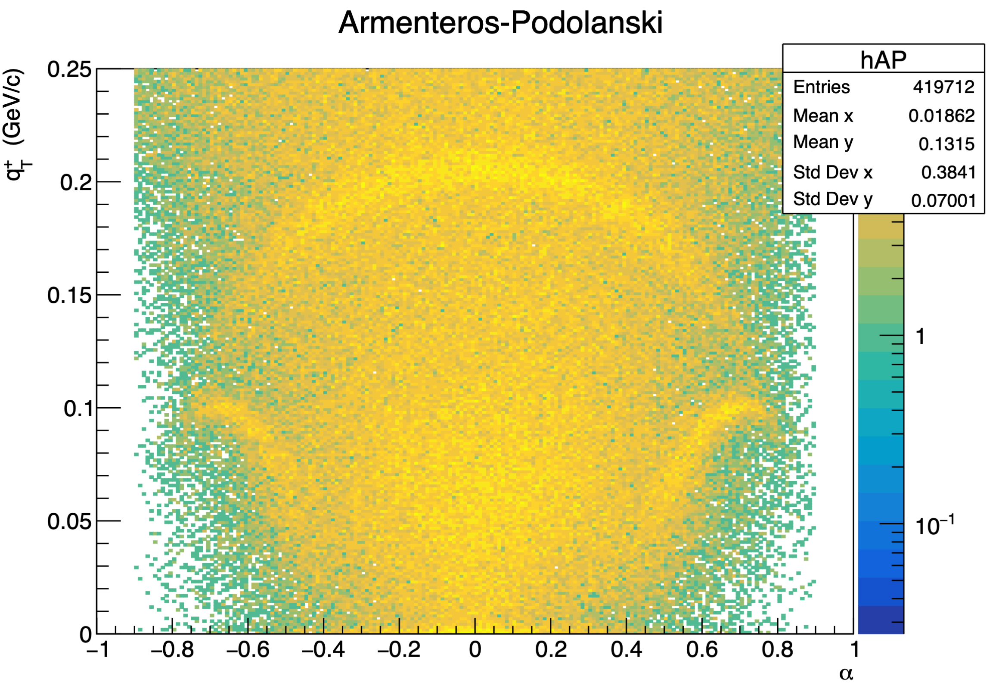 Armenteros-Podolanski
hAP
Entries 419712
Mean x 0.01862
Mean y 0.1315
Std Dev x 0.3841
Std Dev y 0.07001
q⁺_T (GeV/c)
0.25
0.2
0.15
0.1
0.05
0
−1 −0.8 −0.6 −0.4 −0.2 0 0.2 0.4 0.6 0.8 1
α
1
10⁻¹